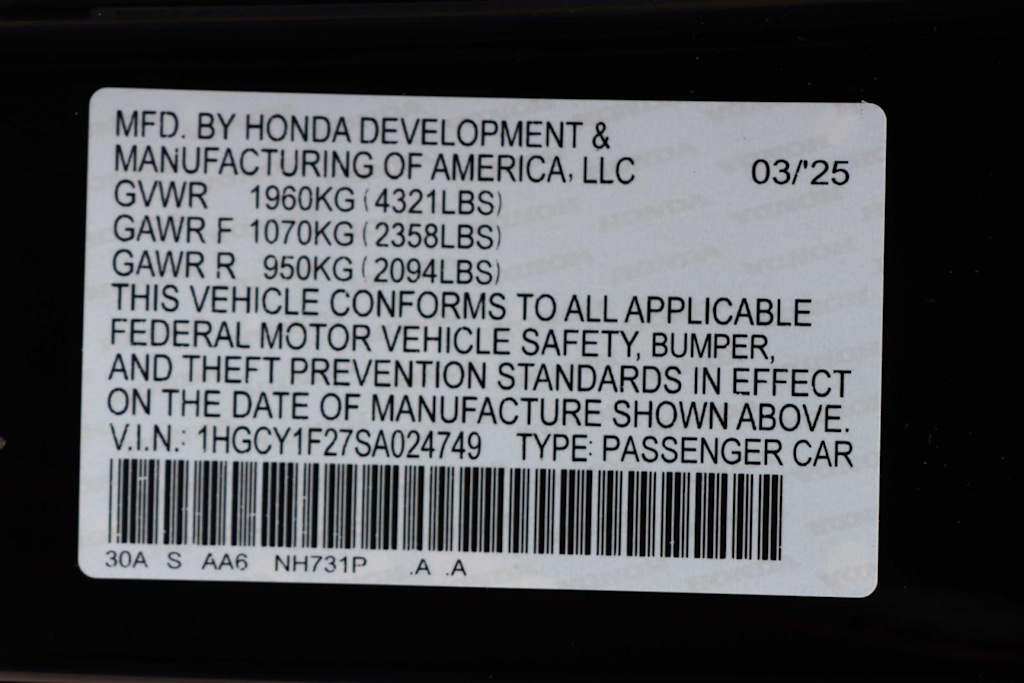 MFD. BY HONDA DEVELOPMENT &
MANUFACTURING OF AMERICA, LLC 03/'25
GVWR 1960KG (4321LBS)
GAWR F 1070KG (2358LBS)
GAWR R 950KG (2094LBS)
THIS VEHICLE CONFORMS TO ALL APPLICABLE
FEDERAL MOTOR VEHICLE SAFETY, BUMPER,
AND THEFT PREVENTION STANDARDS IN EFFECT
ON THE DATE OF MANUFACTURE SHOWN ABOVE.
V.I.N.: 1HGCY1F27SA024749 TYPE: PASSENGER CAR
30A S AA6 NH731P .A .A